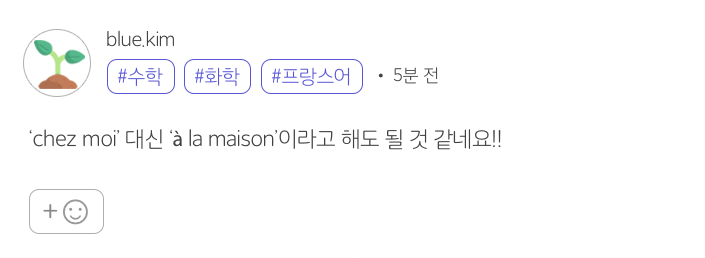 blue.kim
#수학 #화학 #프랑스어 • 5분 전
‘chez moi’ 대신 ‘à la maison’이라고 해도 될 것 같네요!!
+